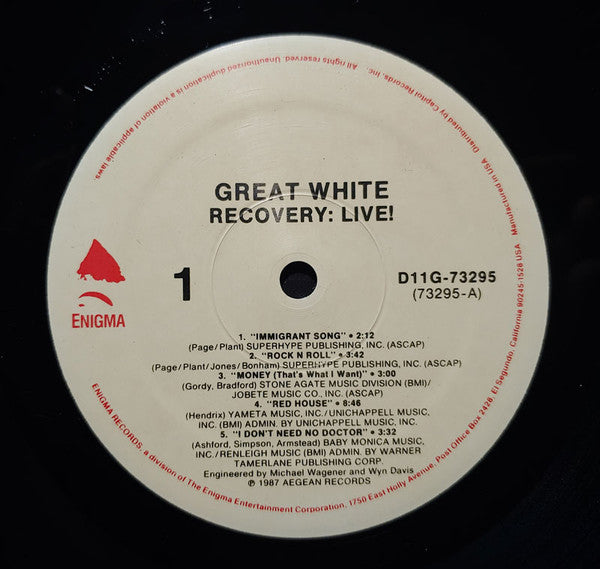 GREAT WHITE
RECOVERY: LIVE!
1
D11G-73295
(73295-A)
ENIGMA
1. "IMMIGRANT SONG" • 2:12
(Page/Plant) SUPERHYPE PUBLISHING, INC. (ASCAP)
2. "ROCK N ROLL" • 3:42
(Page/Plant/Jones/Bonham) SUPERHYPE PUBLISHING, INC. (ASCAP)
3. "MONEY (That's What I Want)" • 3:00
(Gordy, Bradford) STONE AGATE MUSIC DIVISION (BMI)/
JOBETE MUSIC CO., INC. (ASCAP)
4. "RED HOUSE" • 8:46
(Hendrix) YAMETA MUSIC, INC./UNICHAPPELL MUSIC,
INC. (BMI) ADMIN. BY UNICHAPPELL MUSIC, INC.
5. "I DON'T NEED NO DOCTOR" • 3:32
(Ashford, Simpson, Armstead) BABY MONICA MUSIC,
INC./RENLEIGH MUSIC (BMI) ADMIN. BY WARNER
TAMERLANE PUBLISHING CORP.
Engineered by Michael Wagener and Wyn Davis
℗ 1987 AEGEAN RECORDS
ENIGMA RECORDS, a division of The Enigma Entertainment Corporation, 1750 East Holly Avenue, Post Office Box 2428, El Segundo, California 90245-1528 USA Manufactured in USA. Distributed by Capitol Records, Inc. All rights reserved. Unauthorized duplication is a violation of applicable laws.